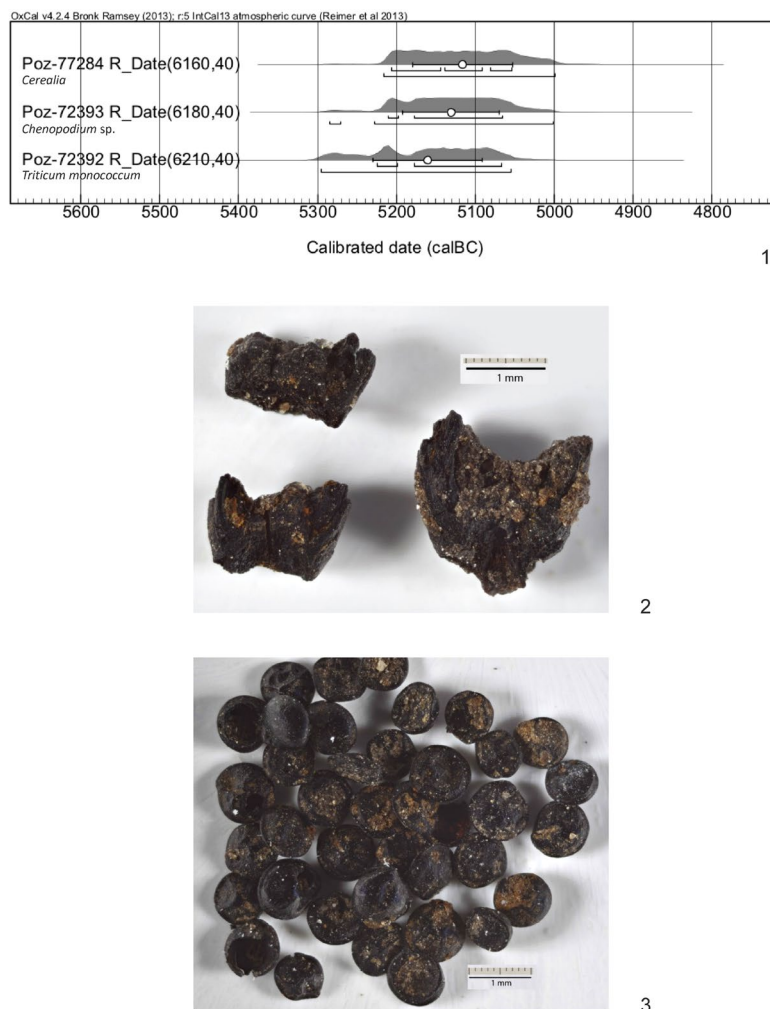 OxCal v4.2.4 Bronk Ramsey (2013); r:5 IntCal13 atmospheric curve (Reimer et al 2013)
Poz-77284 R_Date(6160,40)
Cerealia
Poz-72393 R_Date(6180,40)
Chenopodium sp.
Poz-72392 R_Date(6210,40)
Triticum monococcum
5600 5500 5400 5300 5200 5100 5000 4900 4800
Calibrated date (calBC)
1
1 mm
2
1 mm
3